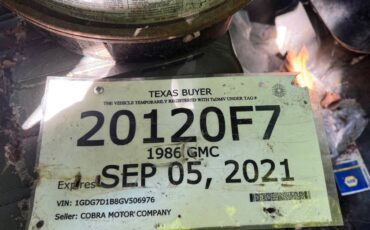 TEXAS BUYER
THE VEHICLE TEMPORARILY REGISTERED WITH TxDMV UNDER TAG #
20120F7
1986 GMC
Expires SEP 05, 2021
VIN: 1GDG7D1B8GV506976
Seller: COBRA MOTOR COMPANY